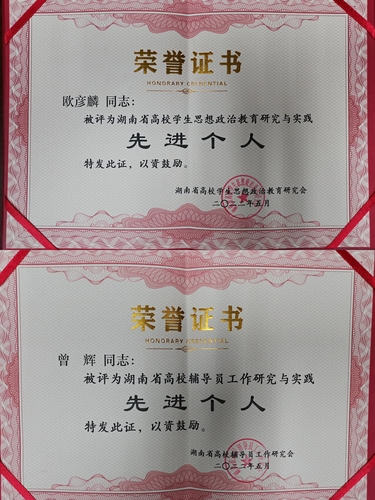 荣誉证书
HONORARY CREDENTIAL
欧彦麟 同志：
被评为湖南省高校学生思想政治教育研究与实践
先进个人
特发此证，以资鼓励。
湖南省高校学生思想政治教育研究会
二〇二二年五月
荣誉证书
HONORARY CREDENTIAL
曾 辉 同志：
被评为湖南省高校辅导员工作研究与实践
先进个人
特发此证，以资鼓励。
湖南省高校辅导员工作研究会
二〇二二年五月